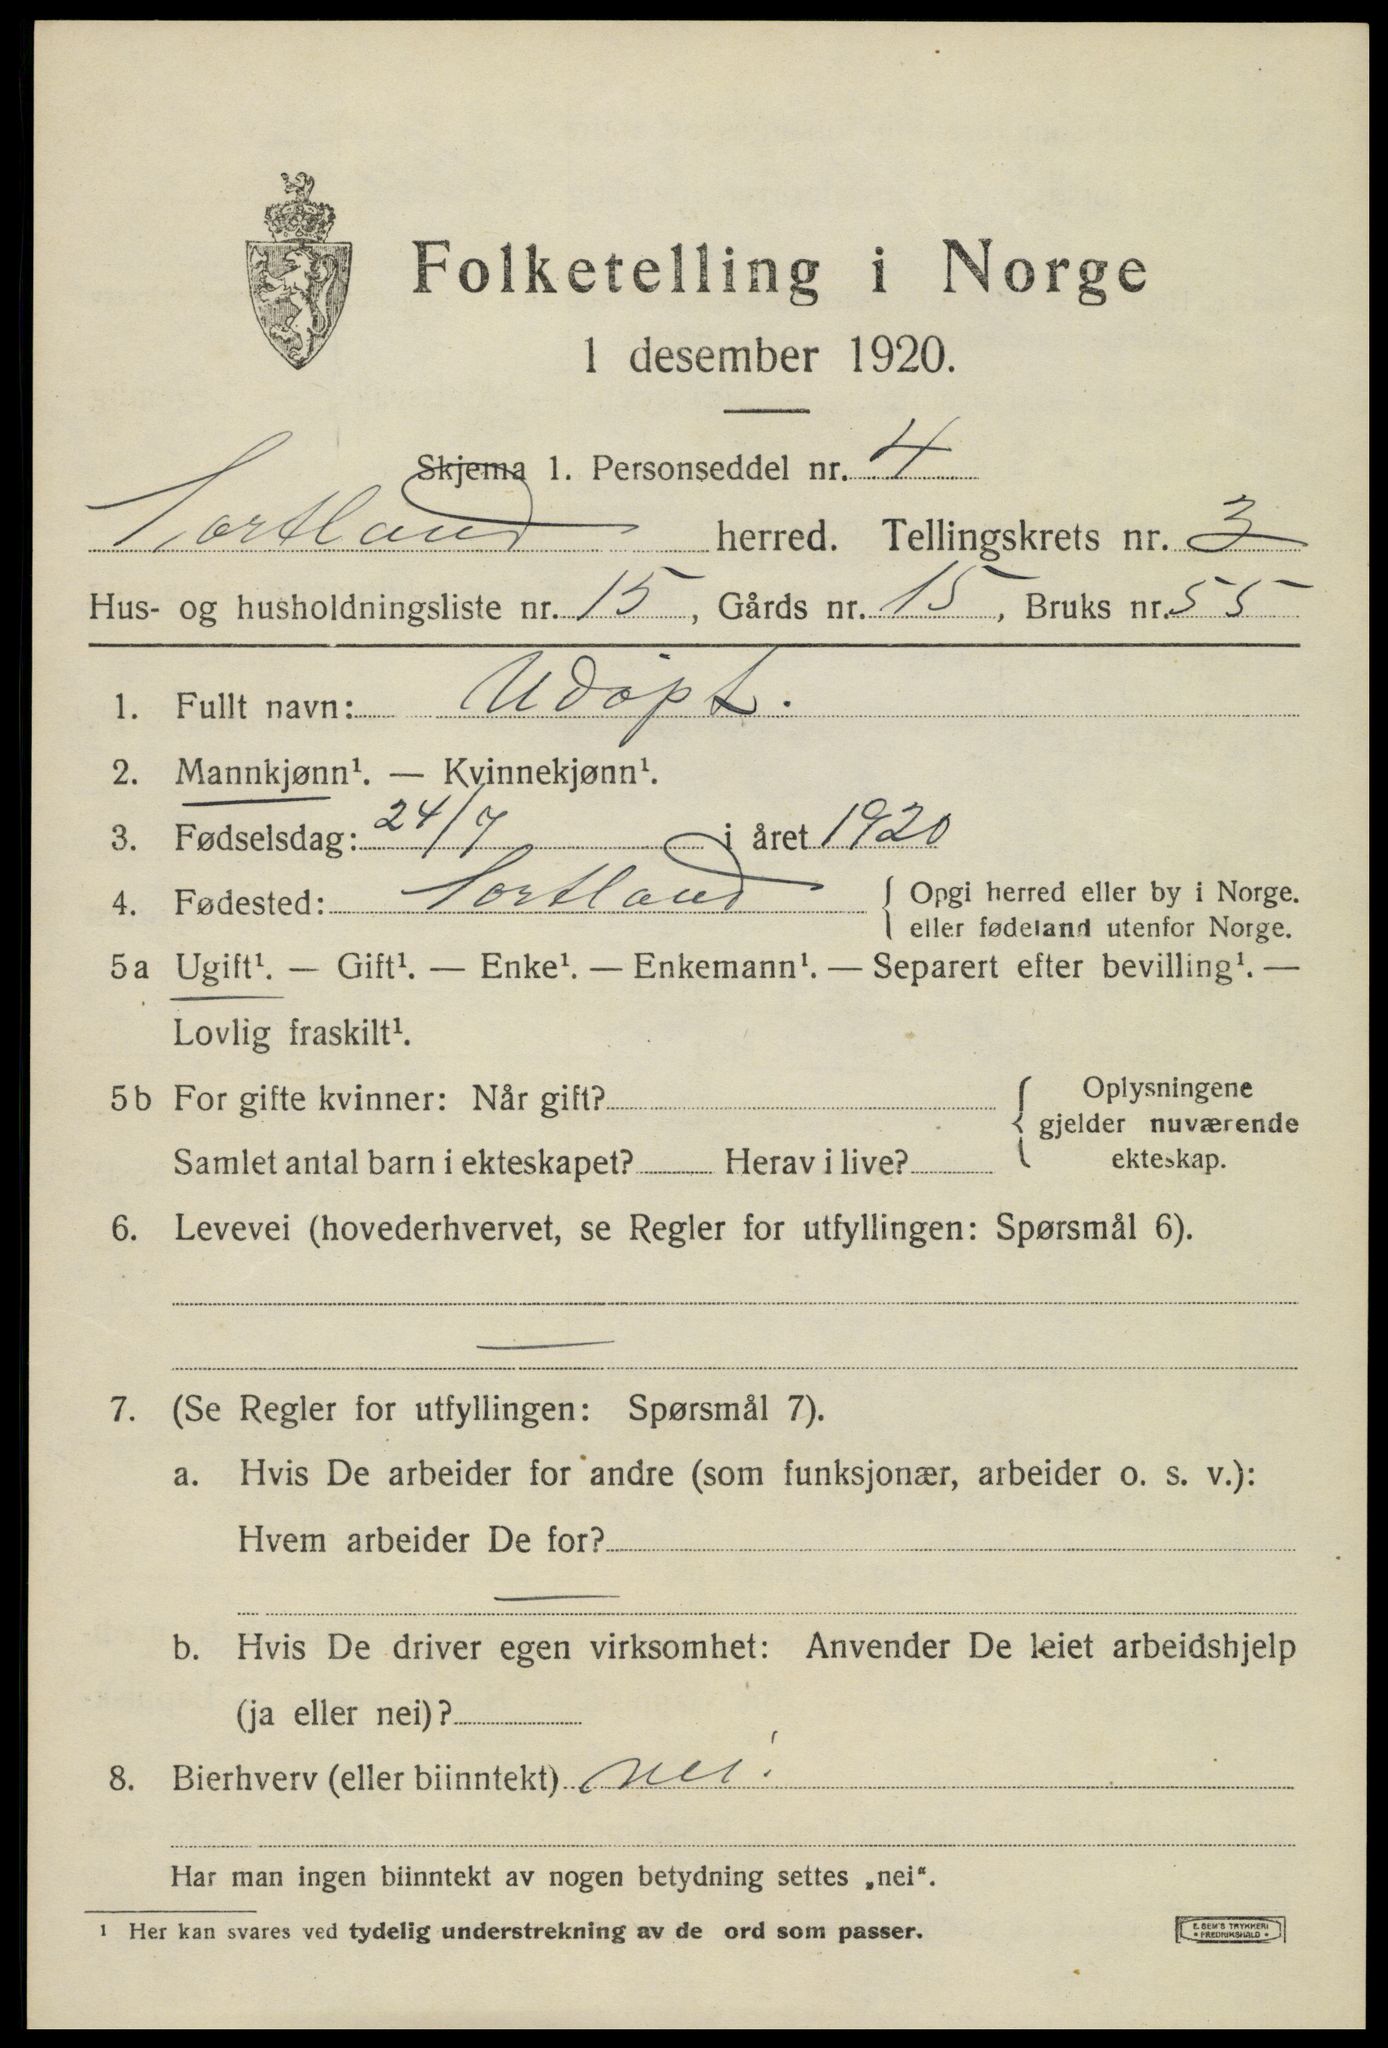 Folketelling i Norge
1 desember 1920.
Skjema 1. Personseddel nr. 4
Sortland herred. Tellingskrets nr. 3
Hus- og husholdningsliste nr. 15, Gårds nr. 15, Bruks nr. 55
1. Fullt navn: Udöpt.
2. Mannkjønn¹. — Kvinnekjønn¹.
3. Fødselsdag: 24/7 i året 1920
4. Fødested: Sortland { Opgi herred eller by i Norge.
eller fødeland utenfor Norge.
5a Ugift¹. — Gift¹. — Enke¹. — Enkemann¹. — Separert efter bevilling¹. —
Lovlig fraskilt¹.
5b For gifte kvinner: Når gift? { Oplysningene
gjelder nuværende
Samlet antal barn i ekteskapet? Herav i live? ekteskap.
6. Levevei (hovederhvervet, se Regler for utfyllingen: Spørsmål 6).
—
7. (Se Regler for utfyllingen: Spørsmål 7).
a. Hvis De arbeider for andre (som funksjonær, arbeider o. s. v.):
Hvem arbeider De for?
—
b. Hvis De driver egen virksomhet: Anvender De leiet arbeidshjelp
(ja eller nei)?
8. Bierhverv (eller biinntekt) nei.
Har man ingen biinntekt av nogen betydning settes „nei“.
¹ Her kan svares ved tydelig understrekning av de ord som passer.
E. SEM'S TRYKKERI
* FREDRIKSHALD *